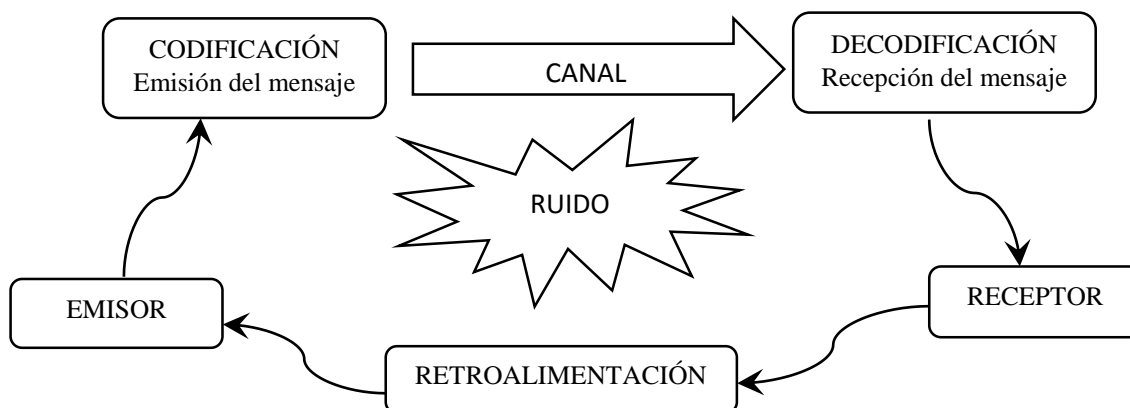 CODIFICACIÓN
Emisión del mensaje
CANAL
DECODIFICACIÓN
Recepción del mensaje
RUIDO
EMISOR
RECEPTOR
RETROALIMENTACIÓN